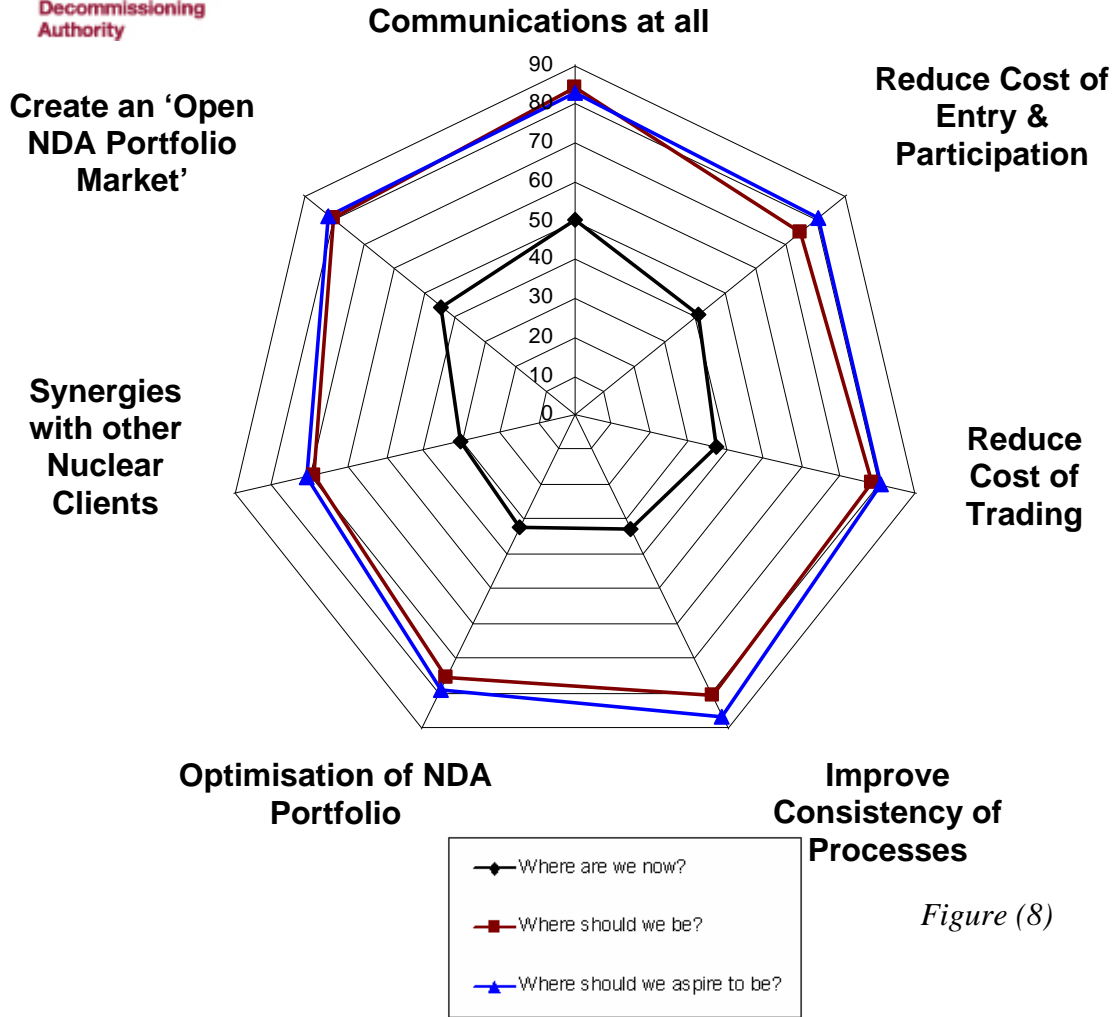 Decommissioning
Authority
Communications at all
90
80
70
60
50
40
30
20
10
0
Create an ‘Open
NDA Portfolio
Market’
Reduce Cost of
Entry &
Participation
Synergies
with other
Nuclear
Clients
Reduce
Cost of
Trading
Optimisation of NDA
Portfolio
Improve
Consistency of
Processes
Where are we now?
Where should we be?
Where should we aspire to be?
Figure (8)